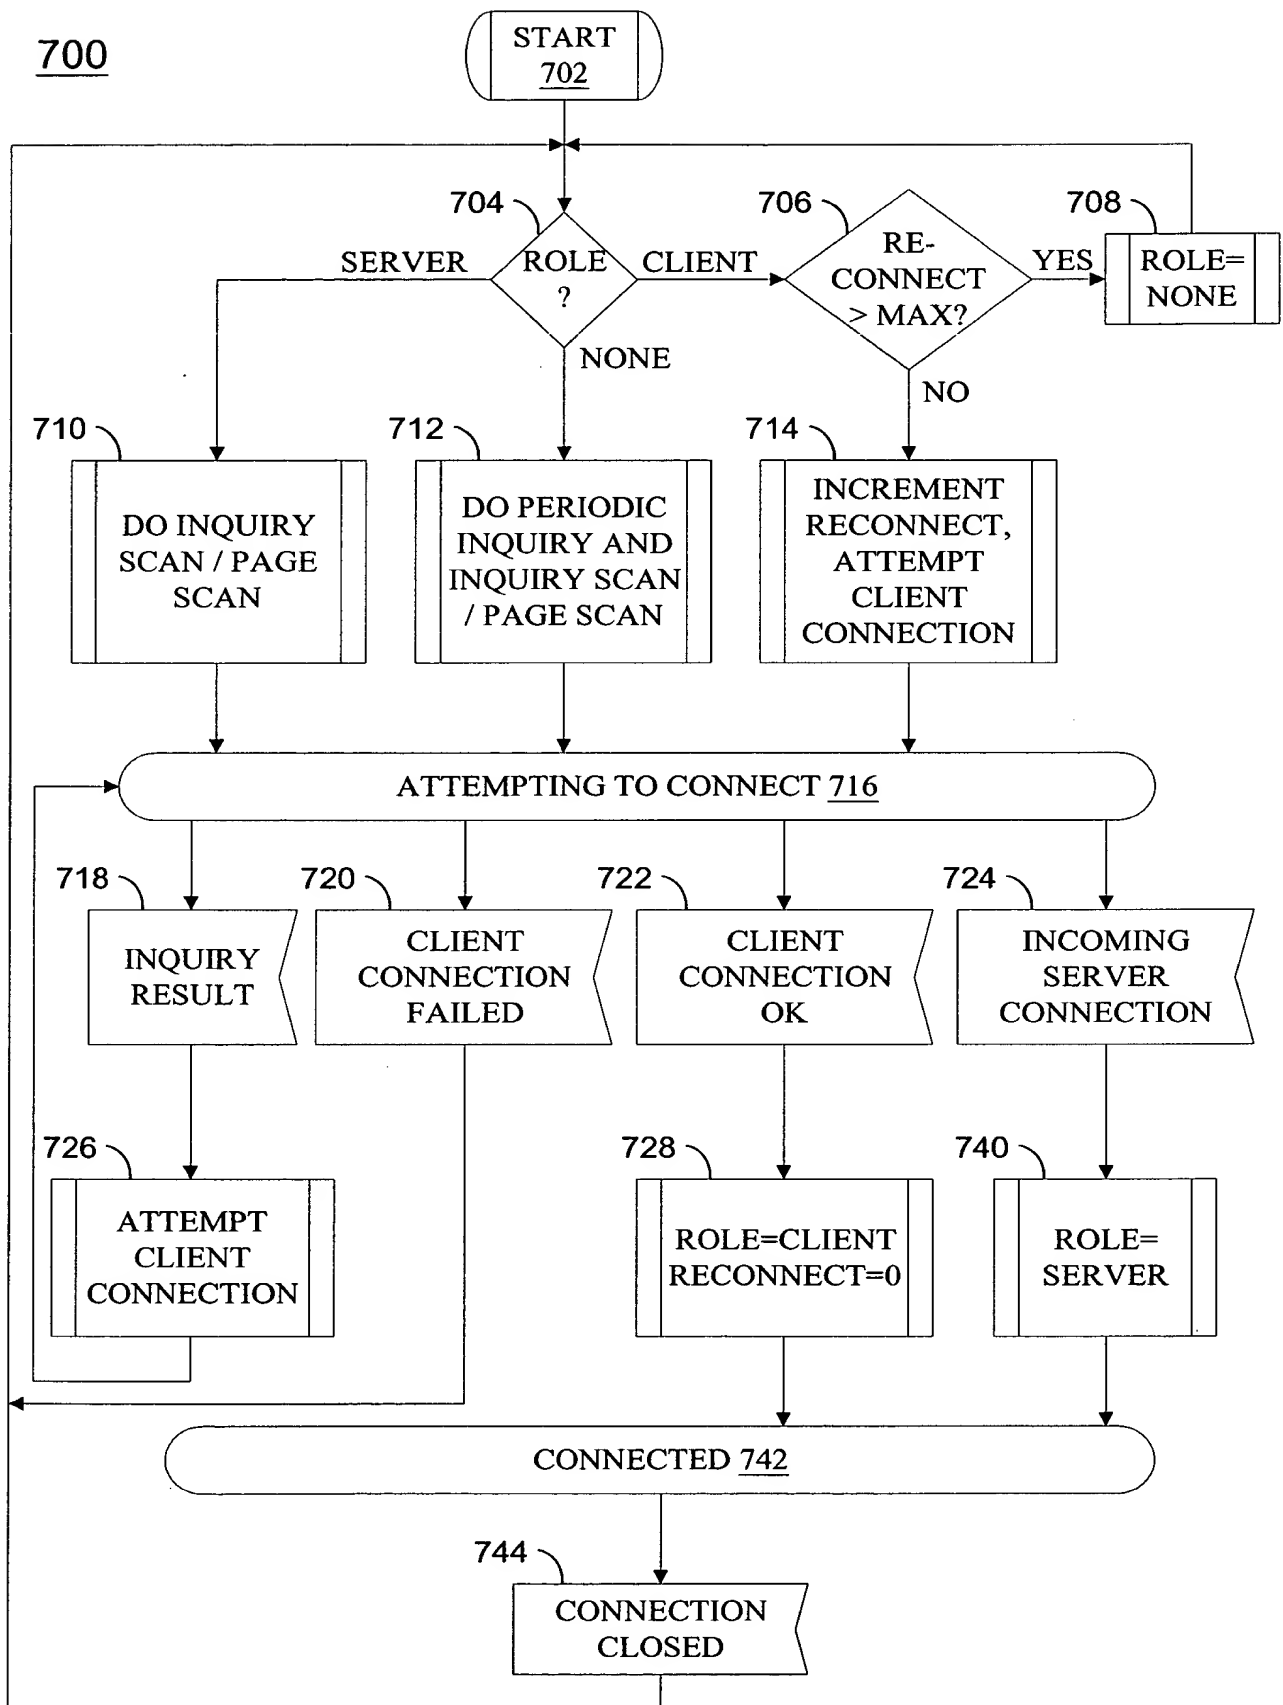 700
START
702
704
706
708
SERVER
ROLE
?
CLIENT
RE-
CONNECT
> MAX?
YES
ROLE=
NONE
NONE
NO
710
712
714
DO INQUIRY
SCAN / PAGE
SCAN
DO PERIODIC
INQUIRY AND
INQUIRY SCAN
/ PAGE SCAN
INCREMENT
RECONNECT,
ATTEMPT
CLIENT
CONNECTION
ATTEMPTING TO CONNECT 716
718
720
722
724
INQUIRY
RESULT
CLIENT
CONNECTION
FAILED
CLIENT
CONNECTION
OK
INCOMING
SERVER
CONNECTION
726
728
740
ATTEMPT
CLIENT
CONNECTION
ROLE=CLIENT
RECONNECT=0
ROLE=
SERVER
CONNECTED 742
744
CONNECTION
CLOSED